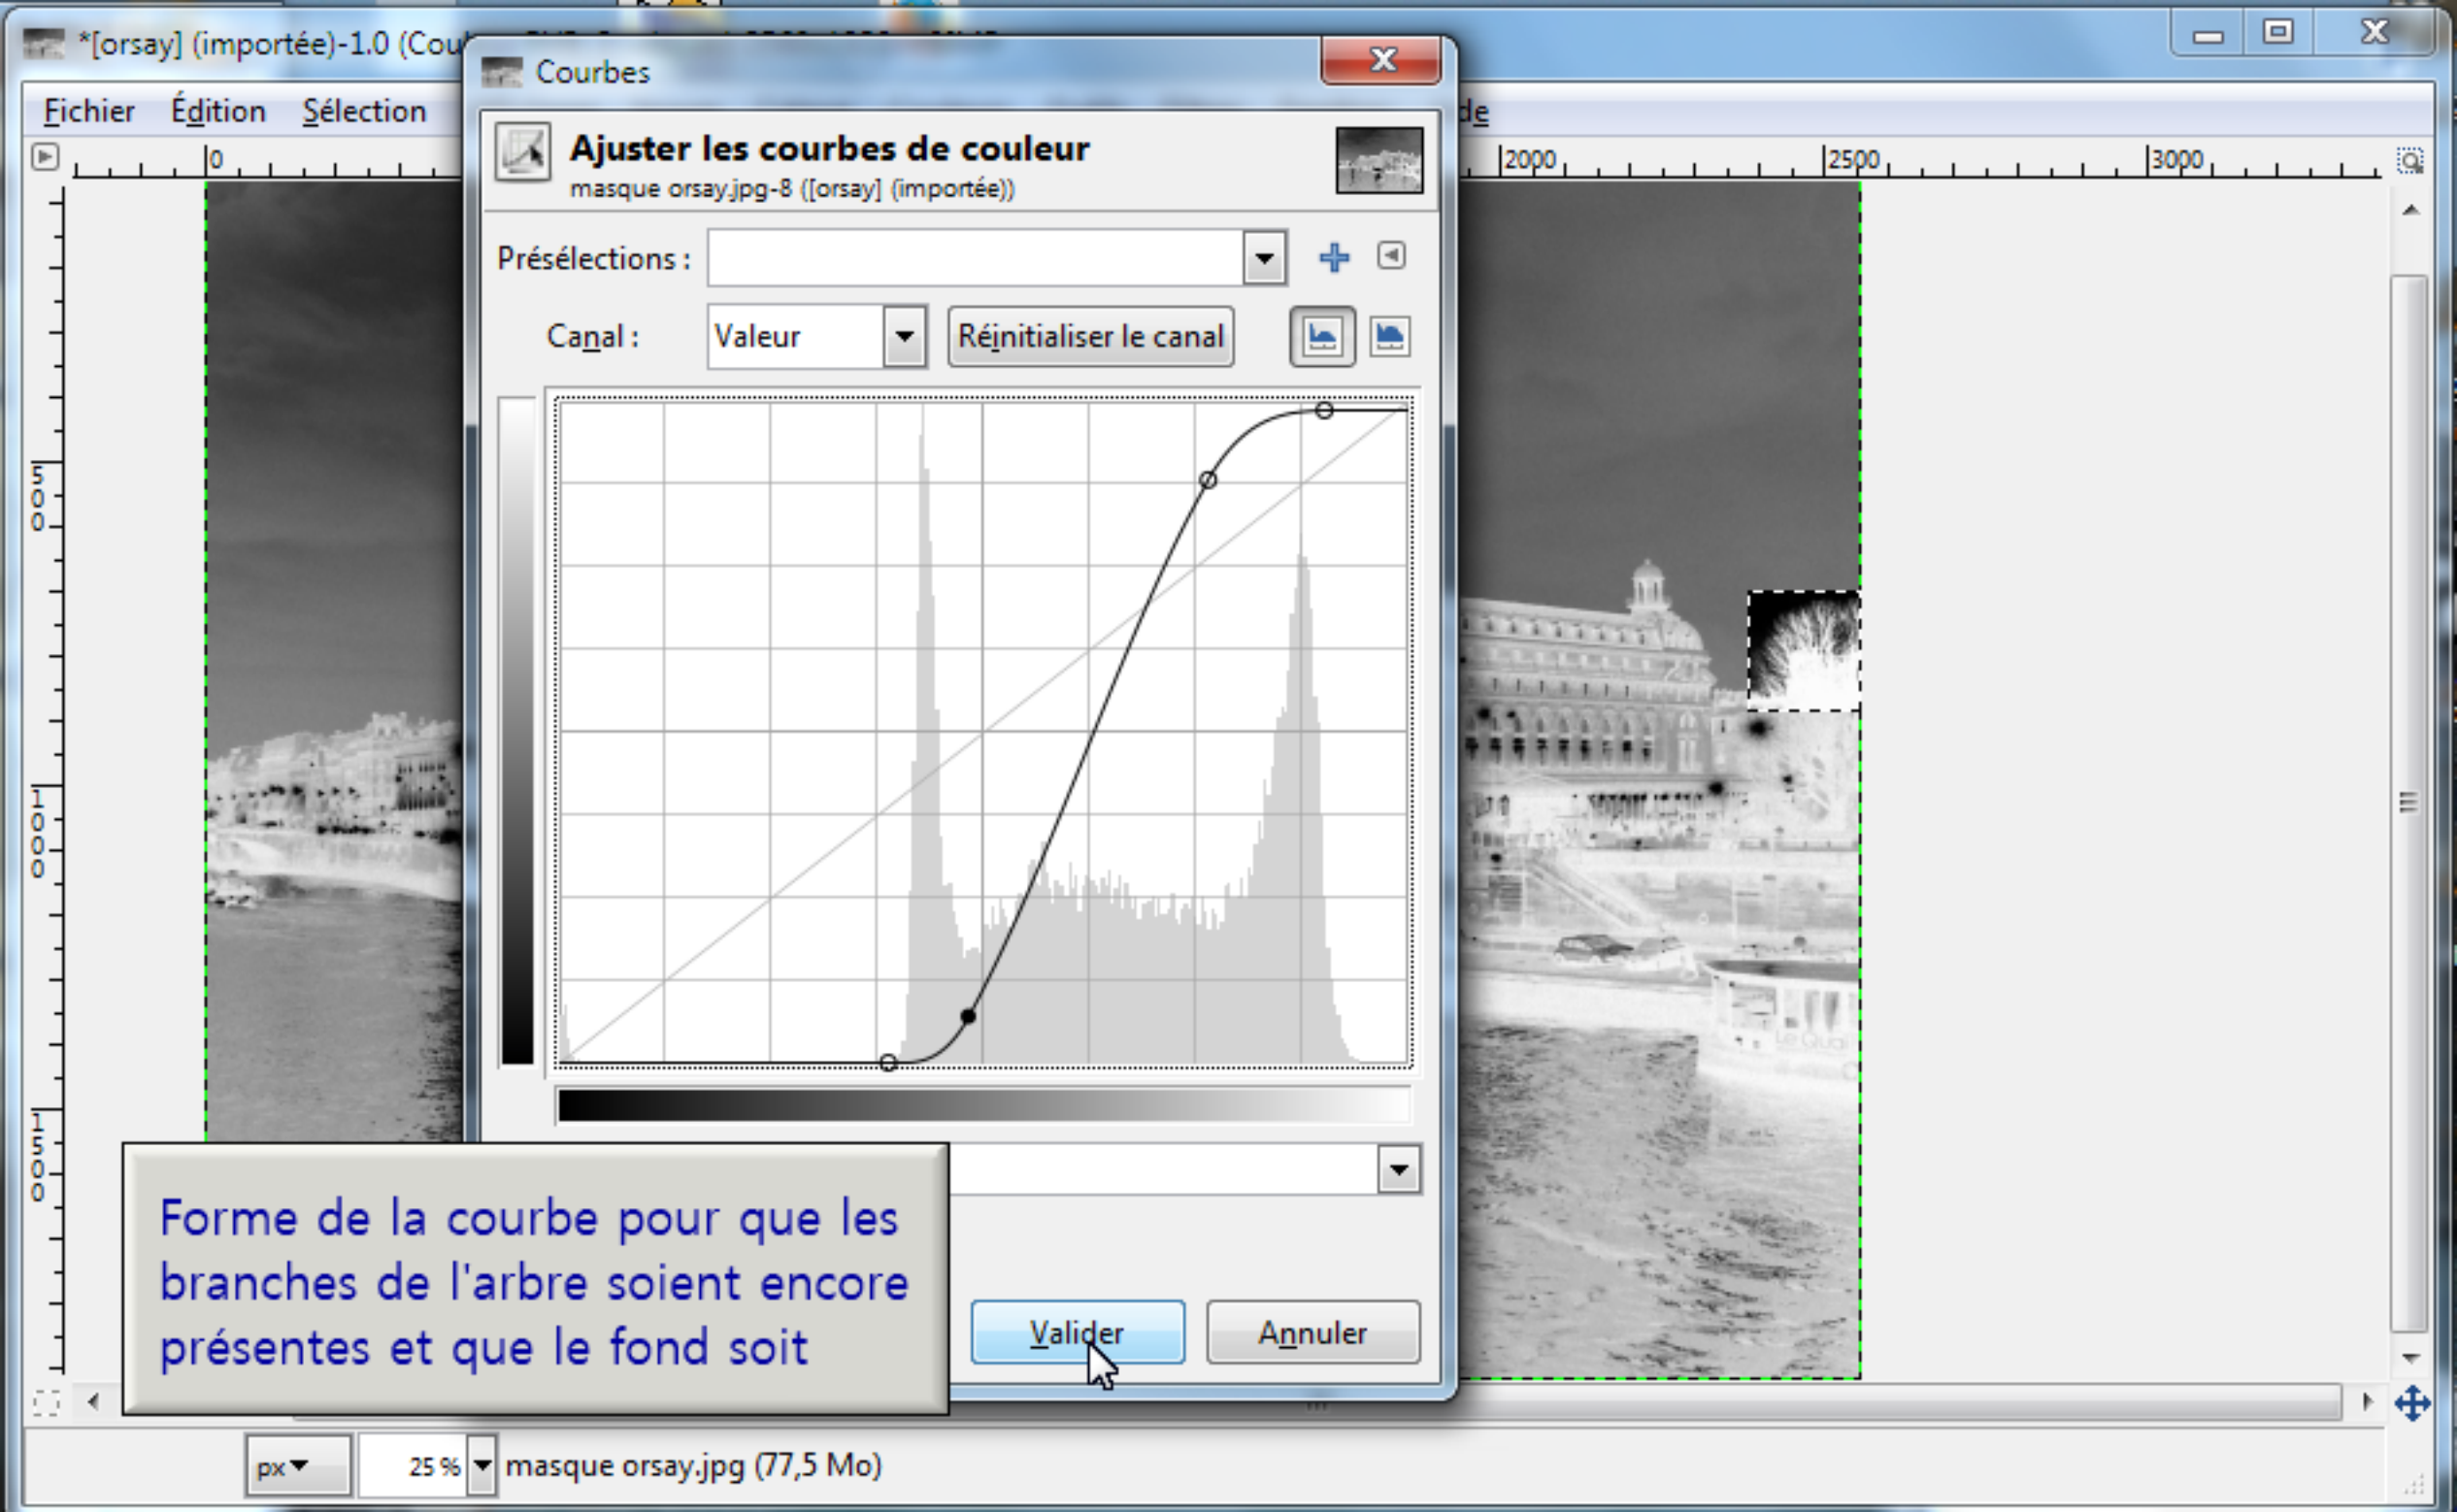 *[orsay] (importée)-1.0 (Cou
Courbes
Fichier Édition Sélection
de
Ajuster les courbes de couleur
masque orsay.jpg-8 ([orsay] (importée))
0
2000 2500 3000
Présélections :
Canal : Valeur Réinitialiser le canal
500
1000
1500
Le Quai
Forme de la courbe pour que les
branches de l'arbre soient encore
présentes et que le fond soit
Valider Annuler
px 25 % masque orsay.jpg (77,5 Mo)